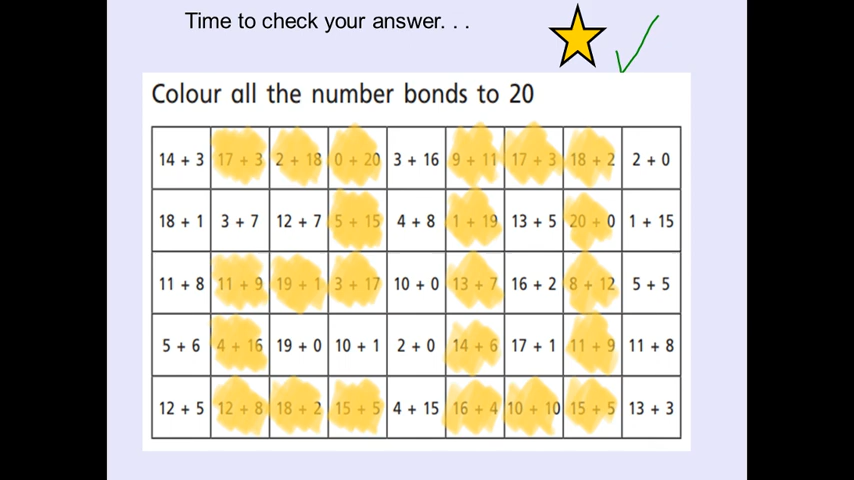 Time to check your answer. . .
Colour all the number bonds to 20
14 + 3 17 + 3 2 + 18 0 + 20 3 + 16 9 + 11 17 + 3 18 + 2 2 + 0
18 + 1 3 + 7 12 + 7 5 + 15 4 + 8 1 + 19 13 + 5 20 + 0 1 + 15
11 + 8 11 + 9 19 + 1 3 + 17 10 + 0 13 + 7 16 + 2 8 + 12 5 + 5
5 + 6 4 + 16 19 + 0 10 + 1 2 + 0 14 + 6 17 + 1 11 + 9 11 + 8
12 + 5 12 + 8 18 + 2 15 + 5 4 + 15 16 + 4 10 + 10 15 + 5 13 + 3